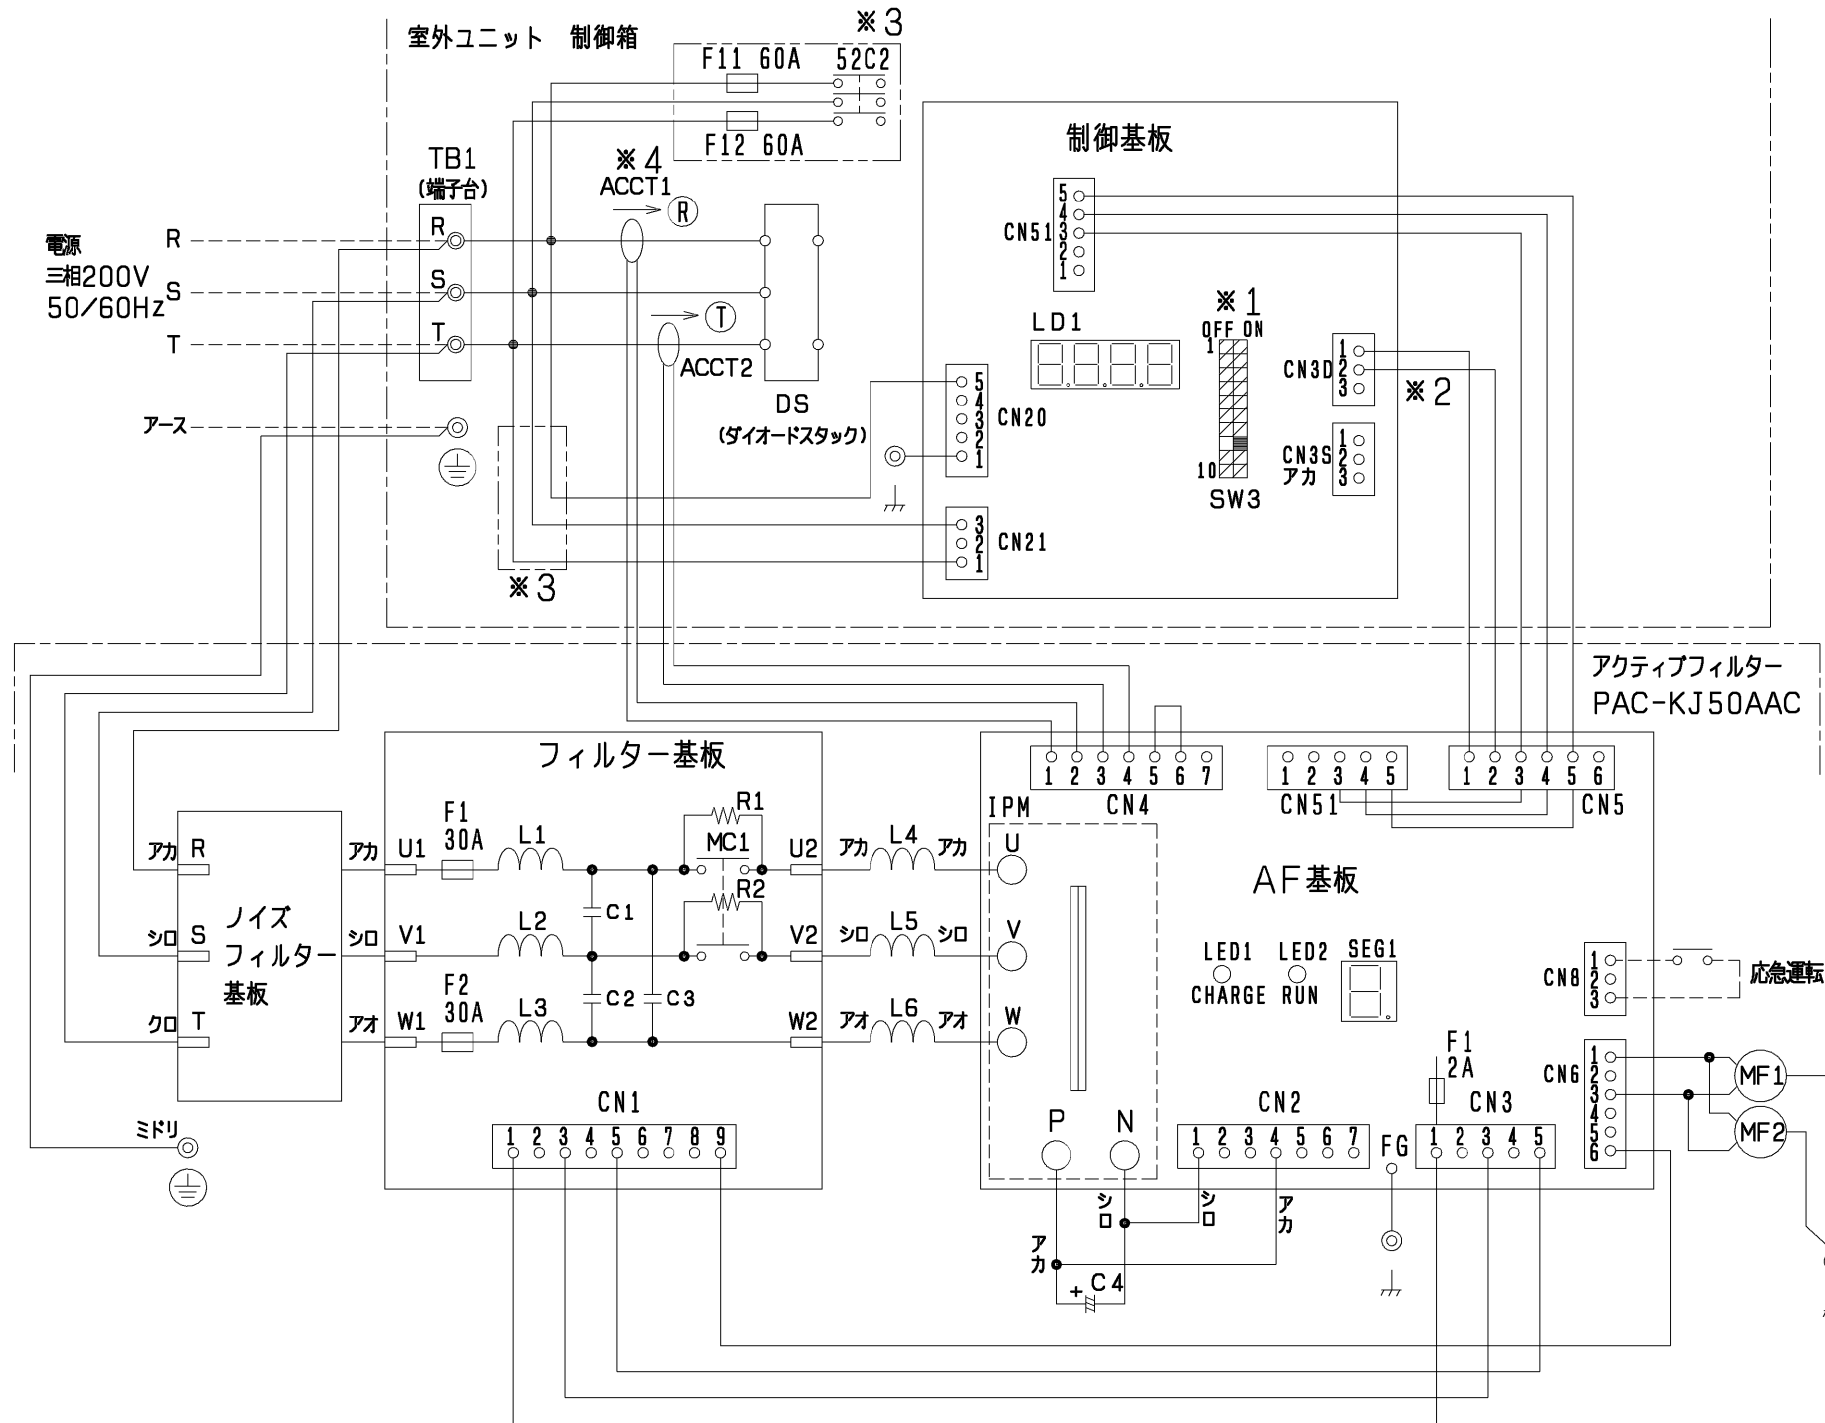 室外ユニット 制御箱
※3
F11 60A
52C2
F12 60A
TB1
(端子台)
※4
ACCT1
R
電源
三相200V
50/60Hz
R
S
T
R
S
T
T
ACCT2
アース
DS
(ダイオードスタック)
※3
制御基板
CN51
5
4
3
2
1
LD1
※1
OFF ON
1
10
SW3
CN3D
1
2
3
※2
CN3S
アカ
1
2
3
CN20
5
4
3
2
1
CN21
3
2
1
アクティブフィルター
PAC-KJ50AAC
フィルター基板
ノイズ
フィルター
基板
アカ R
シロ S
クロ T
ミドリ
アカ U1
シロ V1
アオ W1
F1
30A
F2
30A
L1
L2
L3
C1
C2
C3
R1
MC1
R2
U2
V2
W2
アカ L4 アカ
シロ L5 シロ
アオ L6 アオ
CN1
1 2 3 4 5 6 7 8 9
IPM
U
V
W
P
N
1 2 3 4 5 6 7
CN4
1 2 3 4 5
CN51
1 2 3 4 5 6
CN5
AF基板
LED1
CHARGE
LED2
RUN
SEG1
CN8
1
2
3
応急運転
CN6
1
2
3
4
5
6
MF1
MF2
F1
2A
CN2
1 2 3 4 5 6 7
FG
CN3
1 2 3 4 5
シロ
シロ
アカ
アカ
+ C4